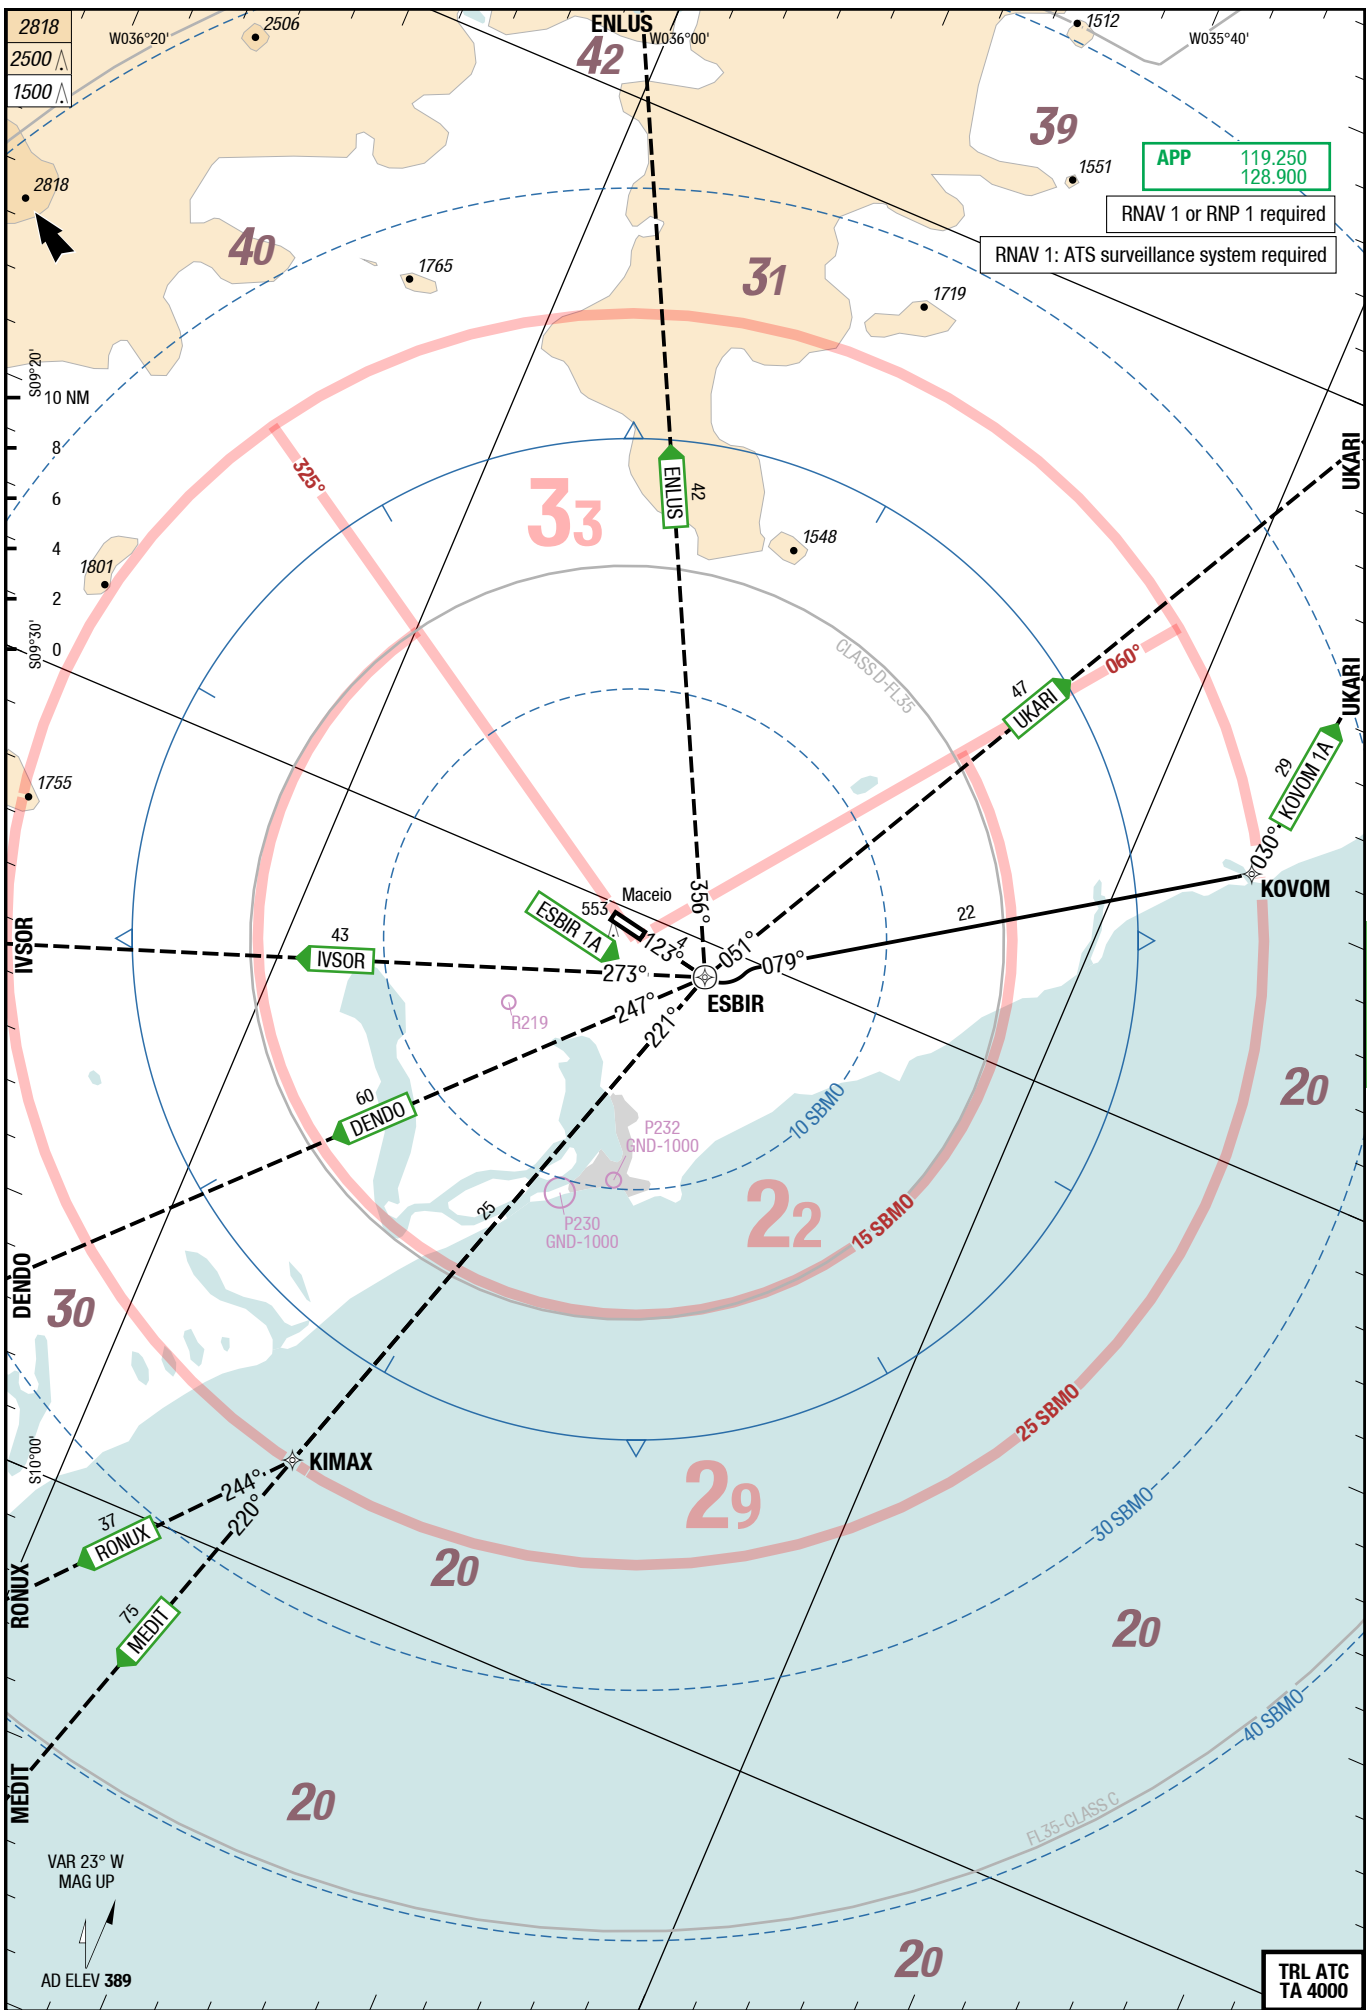 2818
2500
1500
W036°20'
2506
ENLUS
42
W036°00'
1512
W035°40'
39
APP 119.250
128.900
1551
RNAV 1 or RNP 1 required
RNAV 1: ATS surveillance system required
2818
40
1765
31
1719
S09°20'
10 NM
8
6
4
2
0
S09°30'
325°
33
ENLUS
42
1548
1801
UKARI
CLASS D-FL35
060°
47
UKARI
UKARI
1755
29
KOVOM 1A
030°
KOVOM
22
Maceio
553
ESBIR 1A
4
123°
356°
051°
079°
IVSOR
43
IVSOR
273°
ESBIR
247°
221°
R219
60
DENDO
20
10 SBMO
P232
GND-1000
25
22
15 SBMO
P230
GND-1000
DENDO
30
25 SBMO
S10°00'
KIMAX
244°
220°
29
30 SBMO
37
RONUX
RONUX
20
75
MEDIT
20
40 SBMO
MEDIT
20
FL35-CLASS C
VAR 23° W
MAG UP
20
AD ELEV 389
TRL ATC
TA 4000